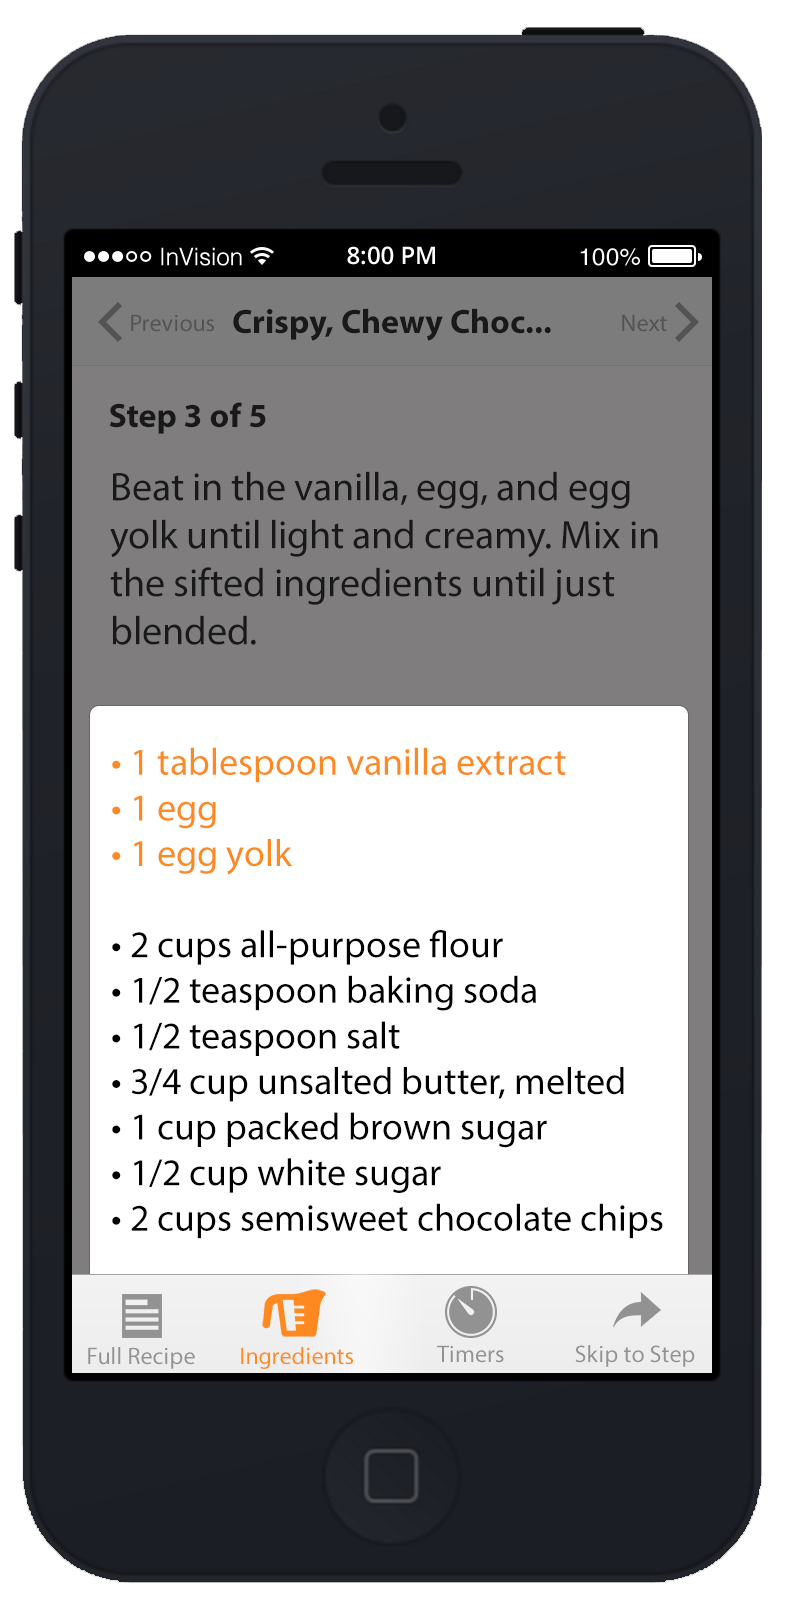 InVision 8:00 PM 100%
Previous Crispy, Chewy Choc... Next
Step 3 of 5
Beat in the vanilla, egg, and egg
yolk until light and creamy. Mix in
the sifted ingredients until just
blended.
• 1 tablespoon vanilla extract
• 1 egg
• 1 egg yolk
• 2 cups all-purpose flour
• 1/2 teaspoon baking soda
• 1/2 teaspoon salt
• 3/4 cup unsalted butter, melted
• 1 cup packed brown sugar
• 1/2 cup white sugar
• 2 cups semisweet chocolate chips
Full Recipe Ingredients Timers Skip to Step